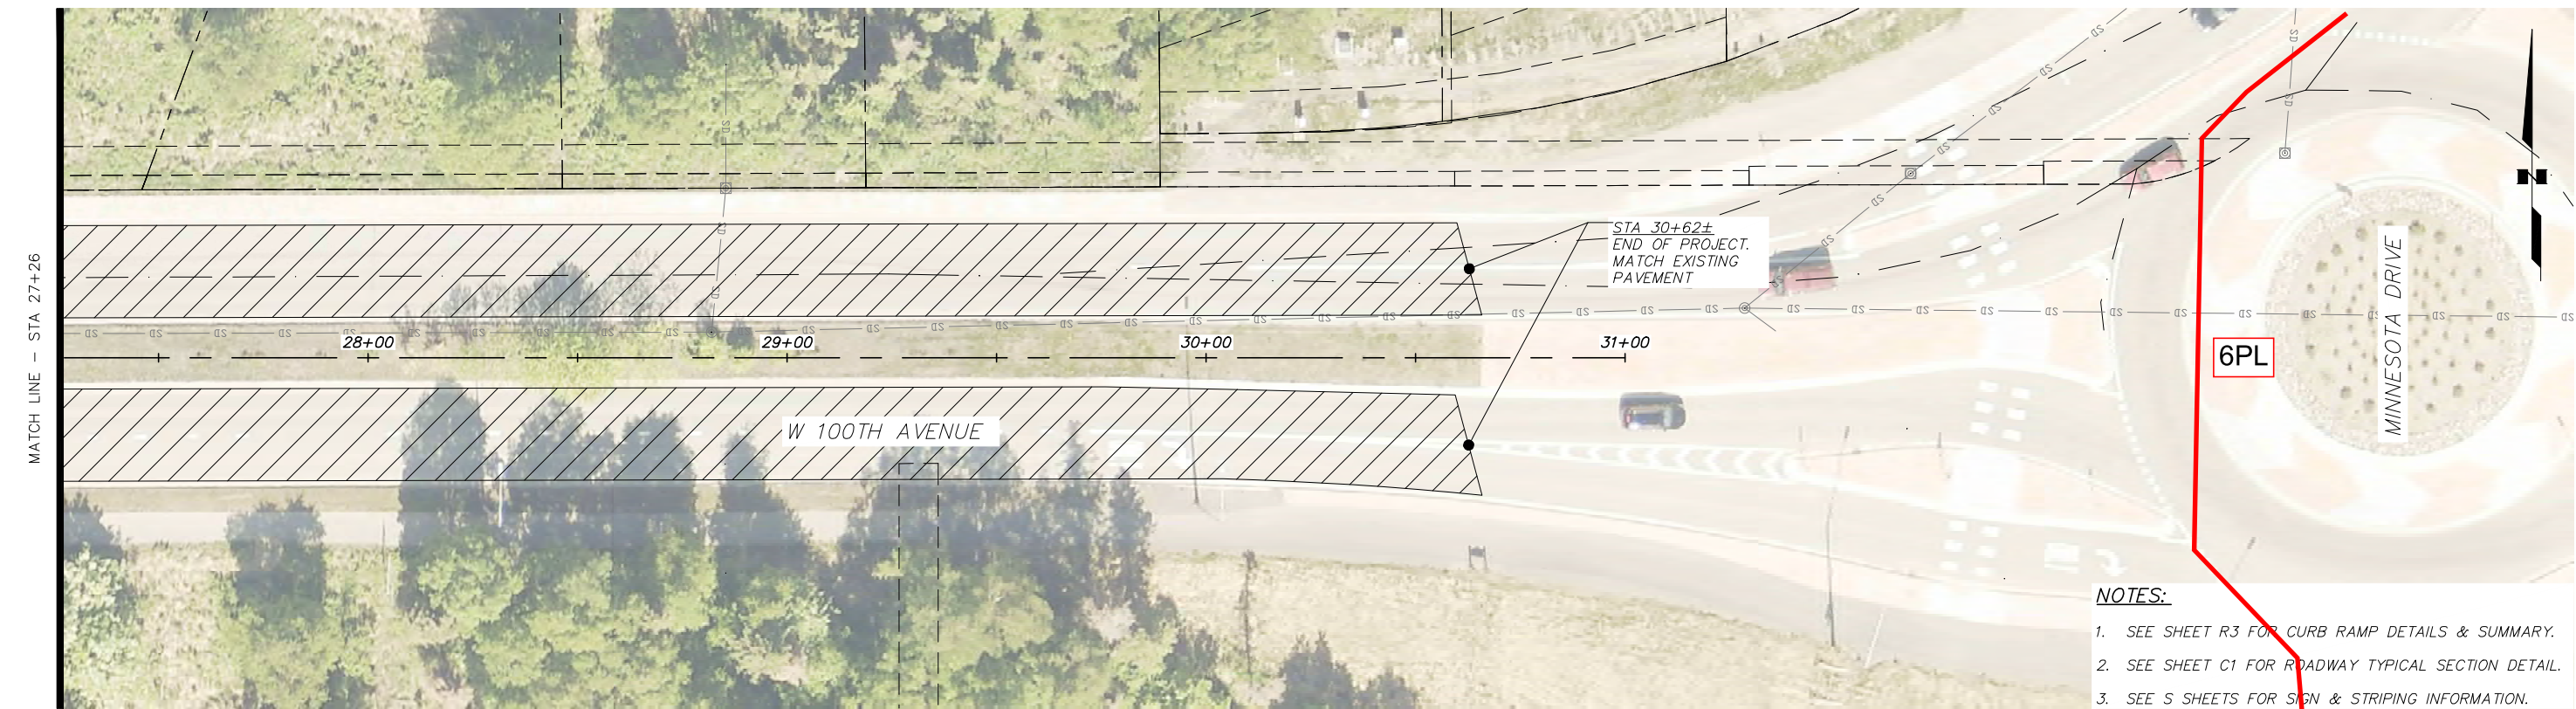 MATCH LINE – STA 27+26
STA 30+62±
END OF PROJECT.
MATCH EXISTING
PAVEMENT
28+00
29+00
30+00
31+00
W 100TH AVENUE
6PL
MINNESOTA DRIVE
N
NOTES:
1. SEE SHEET R3 FOR CURB RAMP DETAILS & SUMMARY.
2. SEE SHEET C1 FOR ROADWAY TYPICAL SECTION DETAIL.
3. SEE S SHEETS FOR SIGN & STRIPING INFORMATION.
SD